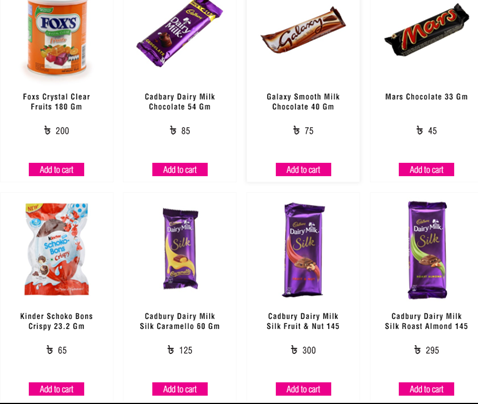 FOX'S
Cadbury
Dairy
Milk
Galaxy
Mars
Foxs Crystal Clear
Fruits 180 Gm
Cadbary Dairy Milk
Chocolate 54 Gm
Galaxy Smooth Milk
Chocolate 40 Gm
Mars Chocolate 33 Gm
৳ 200
৳ 85
৳ 75
৳ 45
Add to cart
Add to cart
Add to cart
Add to cart
Kinder
Schoko-
Bons
Crispy
Cadbury
Dairy Milk
Silk
Cadbury
Dairy Milk
Silk
Cadbury
Dairy Milk
Silk
Kinder Schoko Bons
Crispy 23.2 Gm
Cadbury Dairy Milk
Silk Caramello 60 Gm
Cadbury Dairy Milk
Silk Fruit & Nut 145
Cadbury Dairy Milk
Silk Roast Almond 145
৳ 65
৳ 125
৳ 300
৳ 295
Add to cart
Add to cart
Add to cart
Add to cart